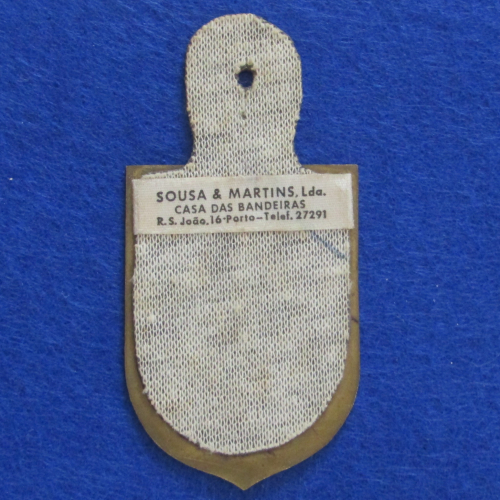 SOUSA & MARTINS, Lda.
CASA DAS BANDEIRAS
R. S. João, 16-Porto-Telef. 27291